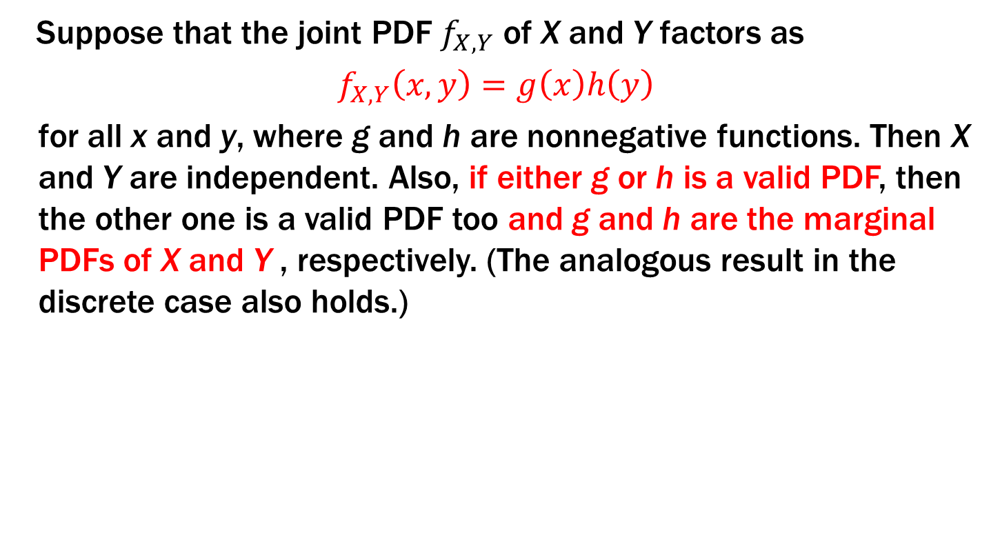 Suppose that the joint PDF $f_{X,Y}$ of X and Y factors as
$f_{X,Y}(x, y) = g(x)h(y)$
for all x and y, where g and h are nonnegative functions. Then X
and Y are independent. Also, if either g or h is a valid PDF, then
the other one is a valid PDF too and g and h are the marginal
PDFs of X and Y , respectively. (The analogous result in the
discrete case also holds.)